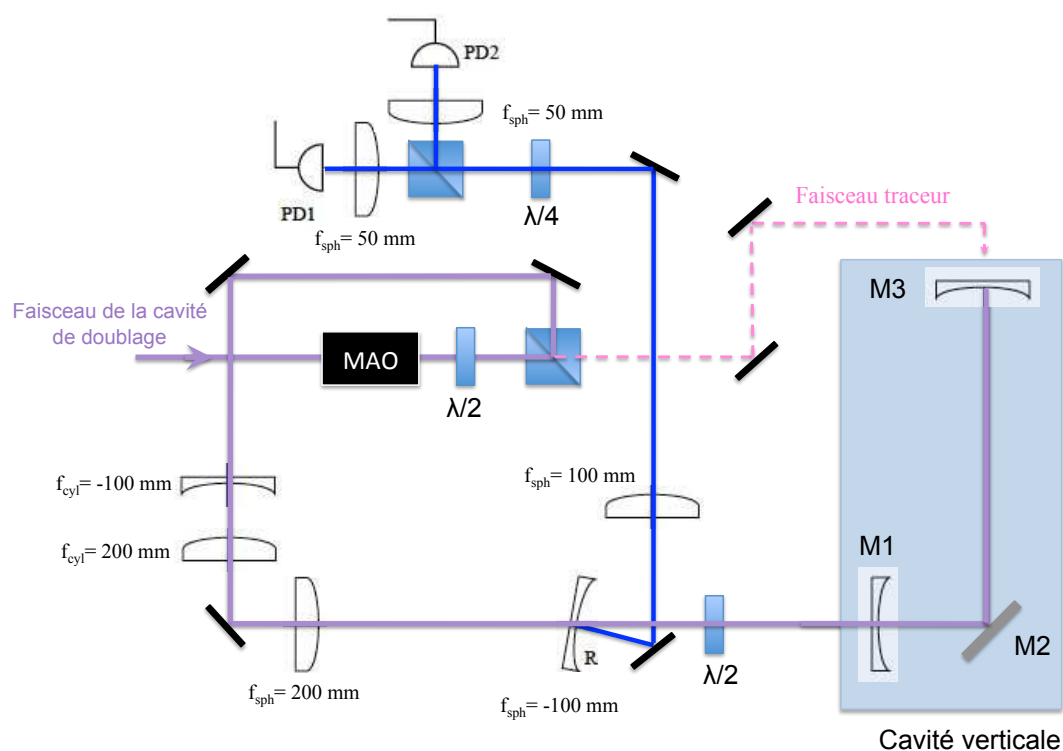 PD2
f_sph= 50 mm
PD1
λ/4
f_sph= 50 mm
Faisceau traceur
M3
Faisceau de la cavité
de doublage
MAO
λ/2
f_cyl= -100 mm
f_sph= 100 mm
f_cyl= 200 mm
M1
R
M2
λ/2
f_sph= 200 mm
f_sph= -100 mm
Cavité verticale